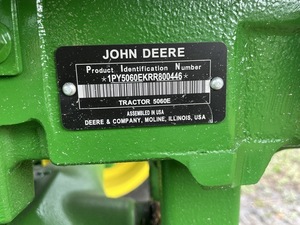 JOHN DEERE
Product Identification Number
*1PY5060EKRR800446*
TRACTOR 5060E
ASSEMBLED IN USA
DEERE & COMPANY, MOLINE, ILLINOIS, USA